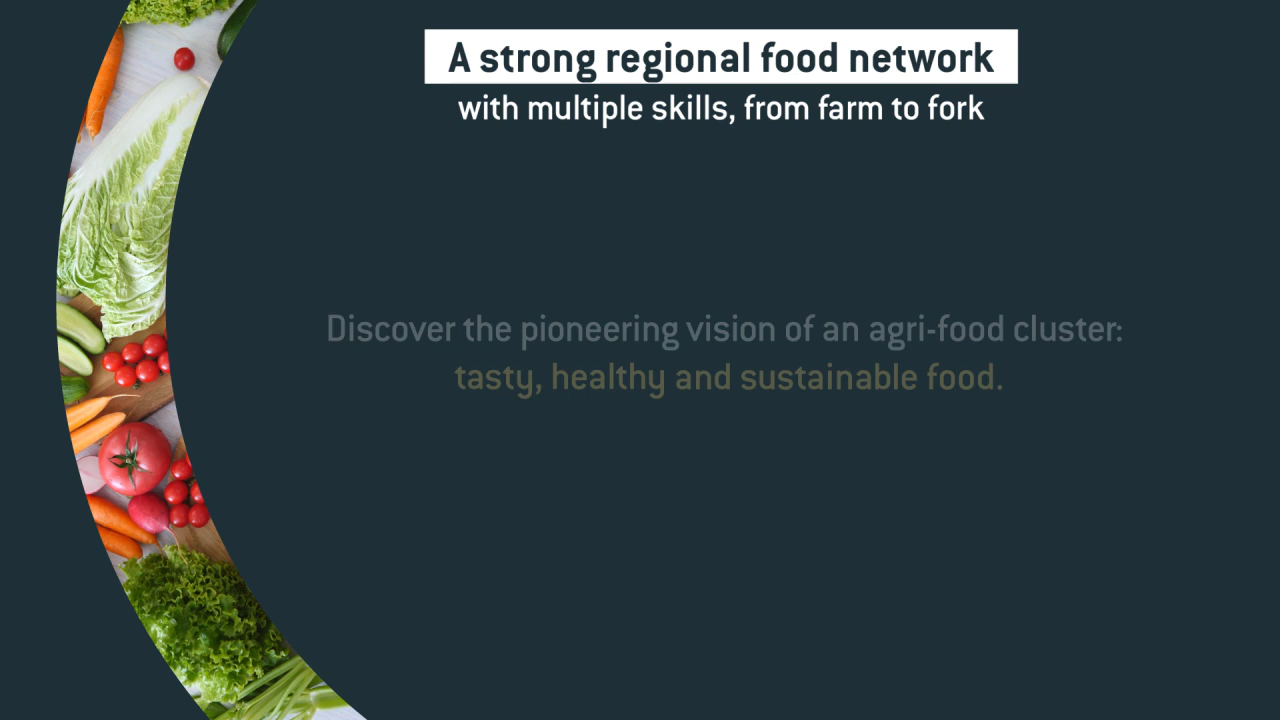 A strong regional food network
with multiple skills, from farm to fork
Discover the pioneering vision of an agri-food cluster:
tasty, healthy and sustainable food.